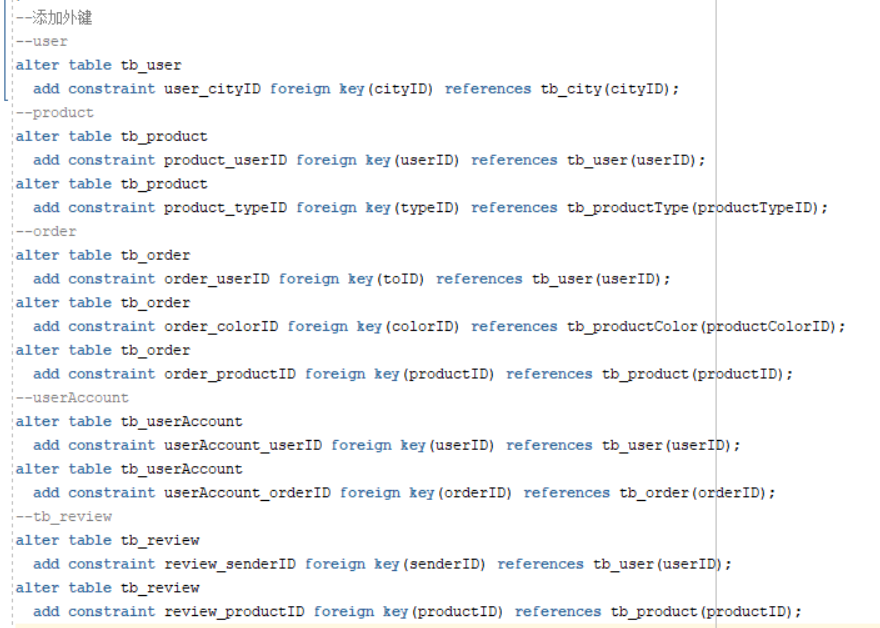 --添加外键
--user
alter table tb_user
add constraint user_cityID foreign key(cityID) references tb_city(cityID);
--product
alter table tb_product
add constraint product_userID foreign key(userID) references tb_user(userID);
alter table tb_product
add constraint product_typeID foreign key(typeID) references tb_productType(productTypeID);
--order
alter table tb_order
add constraint order_userID foreign key(toID) references tb_user(userID);
alter table tb_order
add constraint order_colorID foreign key(colorID) references tb_productColor(productColorID);
alter table tb_order
add constraint order_productID foreign key(productID) references tb_product(productID);
--userAccount
alter table tb_userAccount
add constraint userAccount_userID foreign key(userID) references tb_user(userID);
alter table tb_userAccount
add constraint userAccount_orderID foreign key(orderID) references tb_order(orderID);
--tb_review
alter table tb_review
add constraint review_senderID foreign key(senderID) references tb_user(userID);
alter table tb_review
add constraint review_productID foreign key(productID) references tb_product(productID);